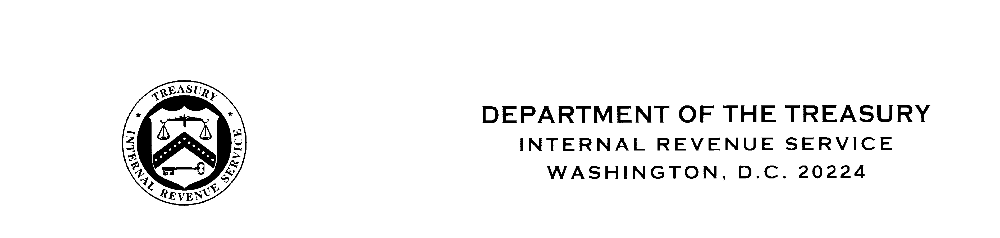 TREASURY
INTERNAL REVENUE SERVICE
DEPARTMENT OF THE TREASURY
INTERNAL REVENUE SERVICE
WASHINGTON, D.C. 20224